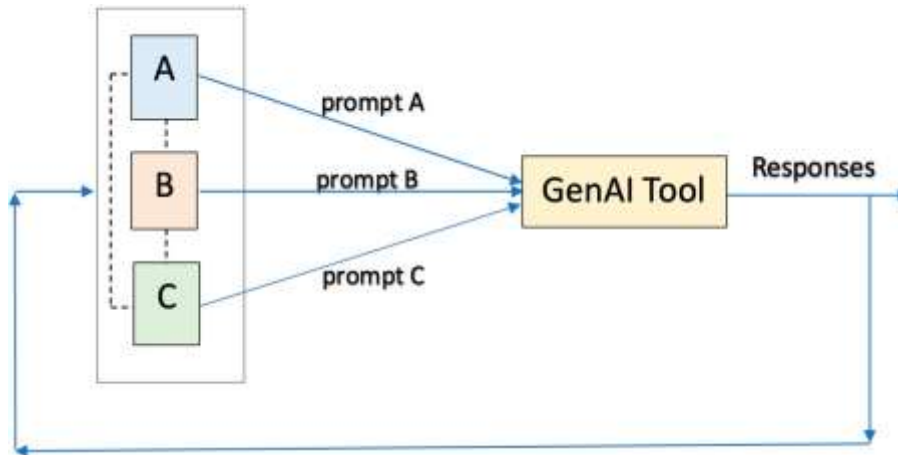 A
prompt A
B
prompt B
GenAI Tool
Responses
C
prompt C